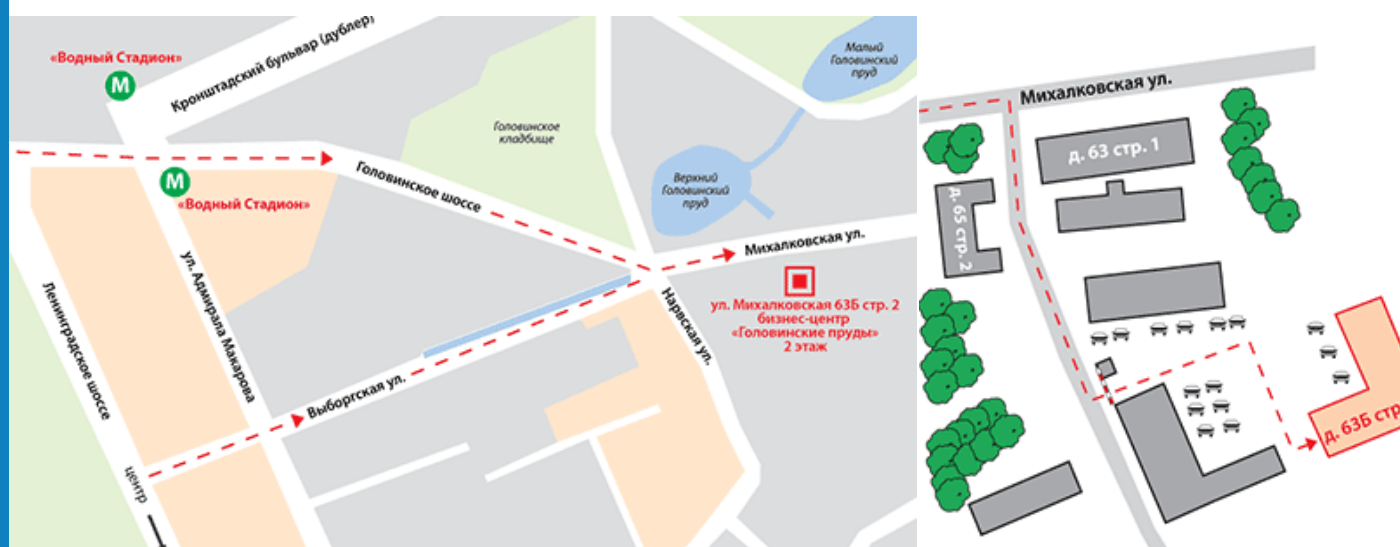 «Водный Стадион»
М
Кронштадский бульвар (дублер)
Малый
Головинский
пруд
Головинское
кладбище
Верхний
Головинский
пруд
М
«Водный Стадион»
Головинское шоссе
Михалковская ул.
ул. Михалковская 63Б стр. 2
бизнес-центр
«Головинские пруды»
2 этаж
Ленинградское шоссе
ул. Адмирала Макарова
Нарвская ул.
Выборгская ул.
центр
Михалковская ул.
д. 63 стр. 1
д. 65 стр. 2
д. 63Б стр